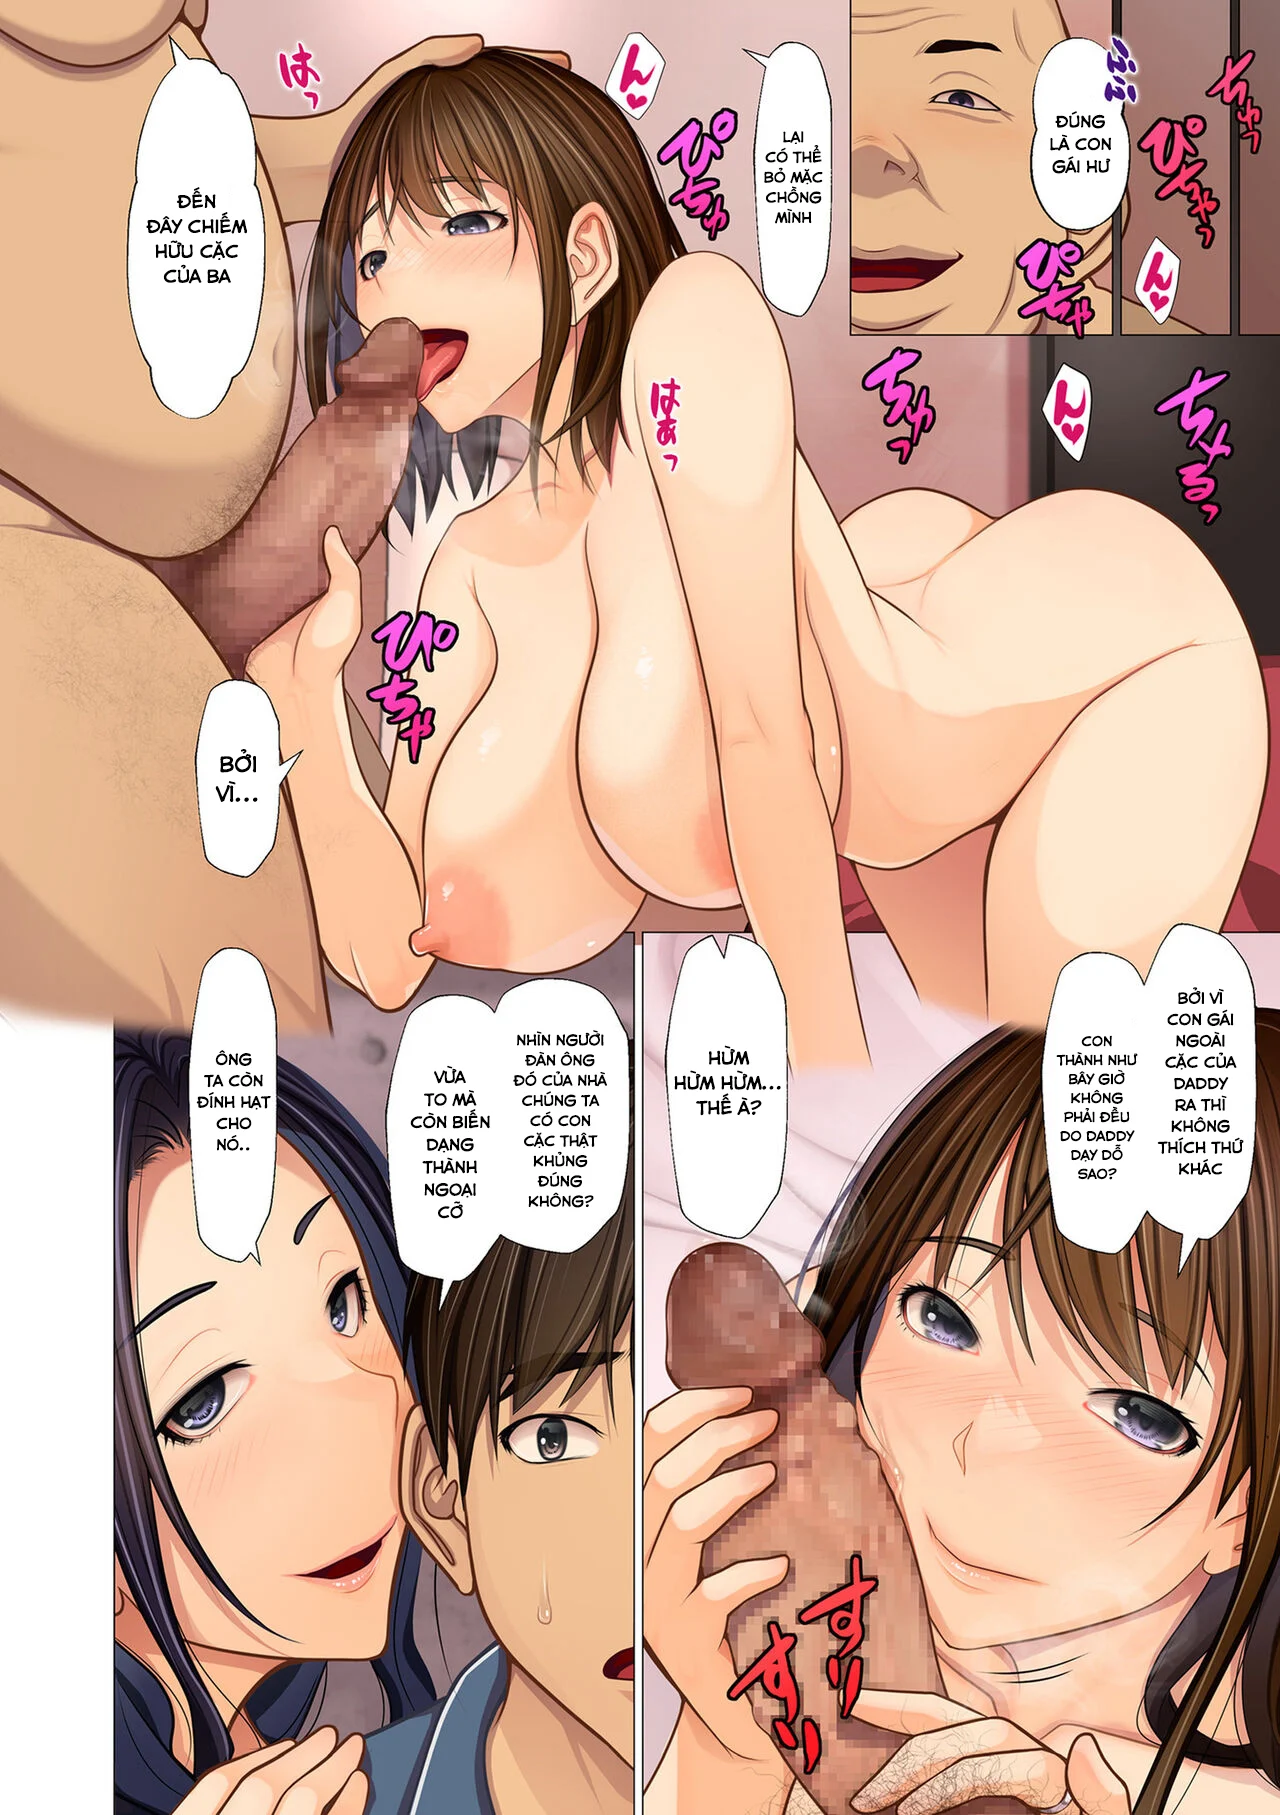 ĐÚNG
LÀ CON
GÁI HƯ
ぶぶ
ちゅっ
ぴちゃっ
ん♥
ぴちゃ
LẠI
CÓ THỂ
BỎ MẶC
CHỒNG
MÌNH
ん♥
ぴちゅ
はっ
ĐẾN
ĐÂY CHIẾM
HỮU CẶC
CỦA BA
ちゅっ
ん♥
ちゅるっ
はぁっ
ぴちゃ
BỞI
VÌ...
BỞI VÌ
CON GÁI
NGOÀI
CẶC CỦA
DADDY
RA THÌ
KHÔNG
THÍCH THỨ
KHÁC
CON
THÀNH NHƯ
BÂY GIỜ
KHÔNG
PHẢI ĐỀU
DO DADDY
DẠY DỖ
SAO?
HỪM
HỪM HỪM...
THẾ À?
すり
すり
NHÌN NGƯỜI
ĐÀN ÔNG
ĐÓ CỦA NHÀ
CHÚNG TA
CÓ CON
CẶC THẬT
KHỦNG
ĐÚNG
KHÔNG?
VỪA
TO MÀ
CÒN BIẾN
DẠNG
THÀNH
NGOẠI
CỠ
ÔNG
TA CÒN
ĐÍNH HẠT
CHO
NÓ..